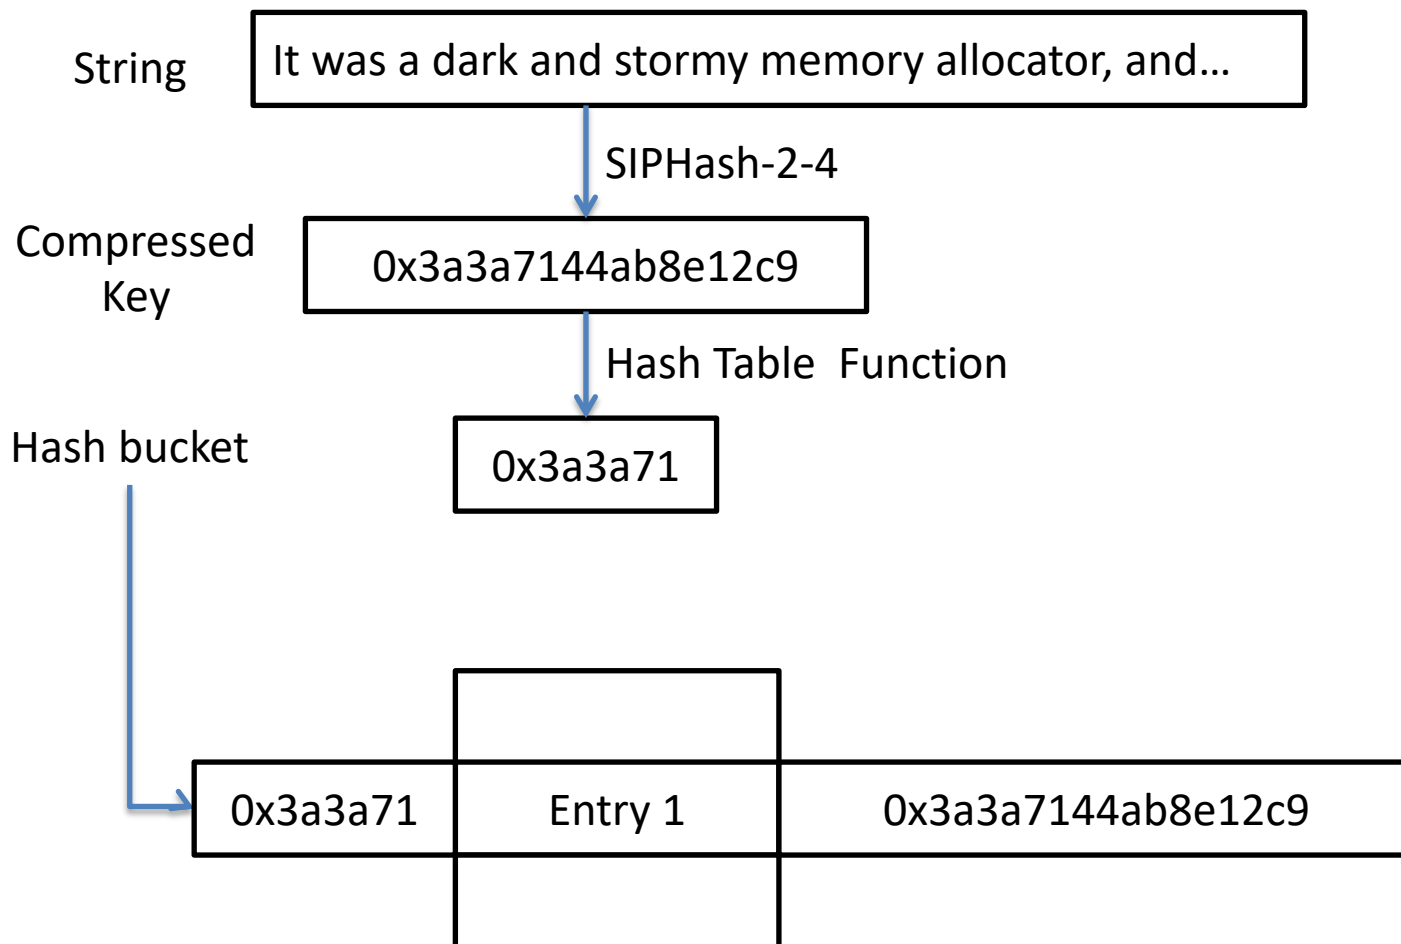 String
It was a dark and stormy memory allocator, and…
SIPHash-2-4
Compressed
Key
0x3a3a7144ab8e12c9
Hash Table  Function
Hash bucket
0x3a3a71
0x3a3a71
Entry 1
0x3a3a7144ab8e12c9